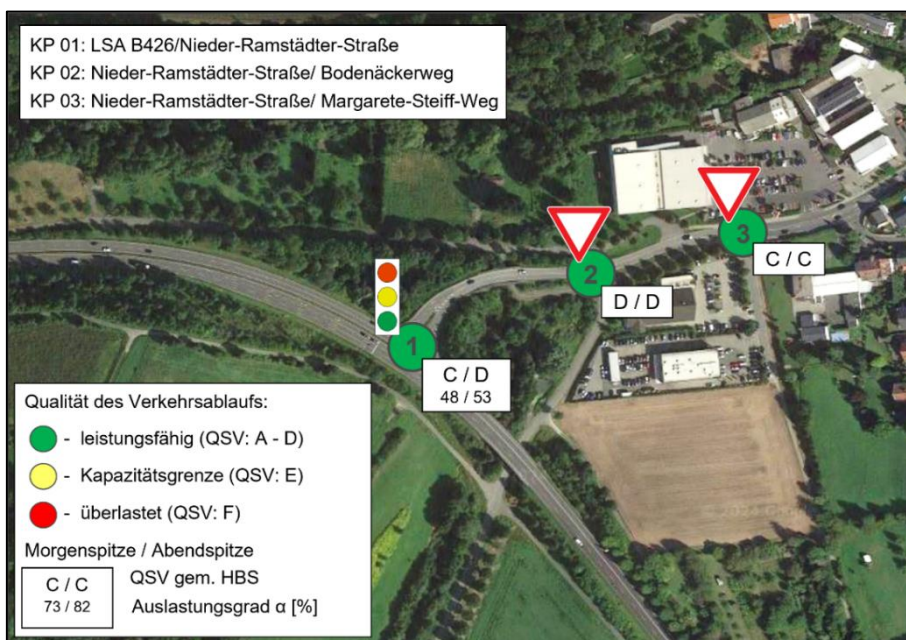 KP 01: LSA B426/Nieder-Ramstädter-Straße
KP 02: Nieder-Ramstädter-Straße/ Bodenäckerweg
KP 03: Nieder-Ramstädter-Straße/ Margarete-Steiff-Weg
3
C / C
2
D / D
1
C / D
48 / 53
Qualität des Verkehrsablaufs:
- leistungsfähig (QSV: A - D)
- Kapazitätsgrenze (QSV: E)
- überlastet (QSV: F)
Morgenspitze / Abendspitze
C / C
73 / 82
QSV gem. HBS
Auslastungsgrad α [%]